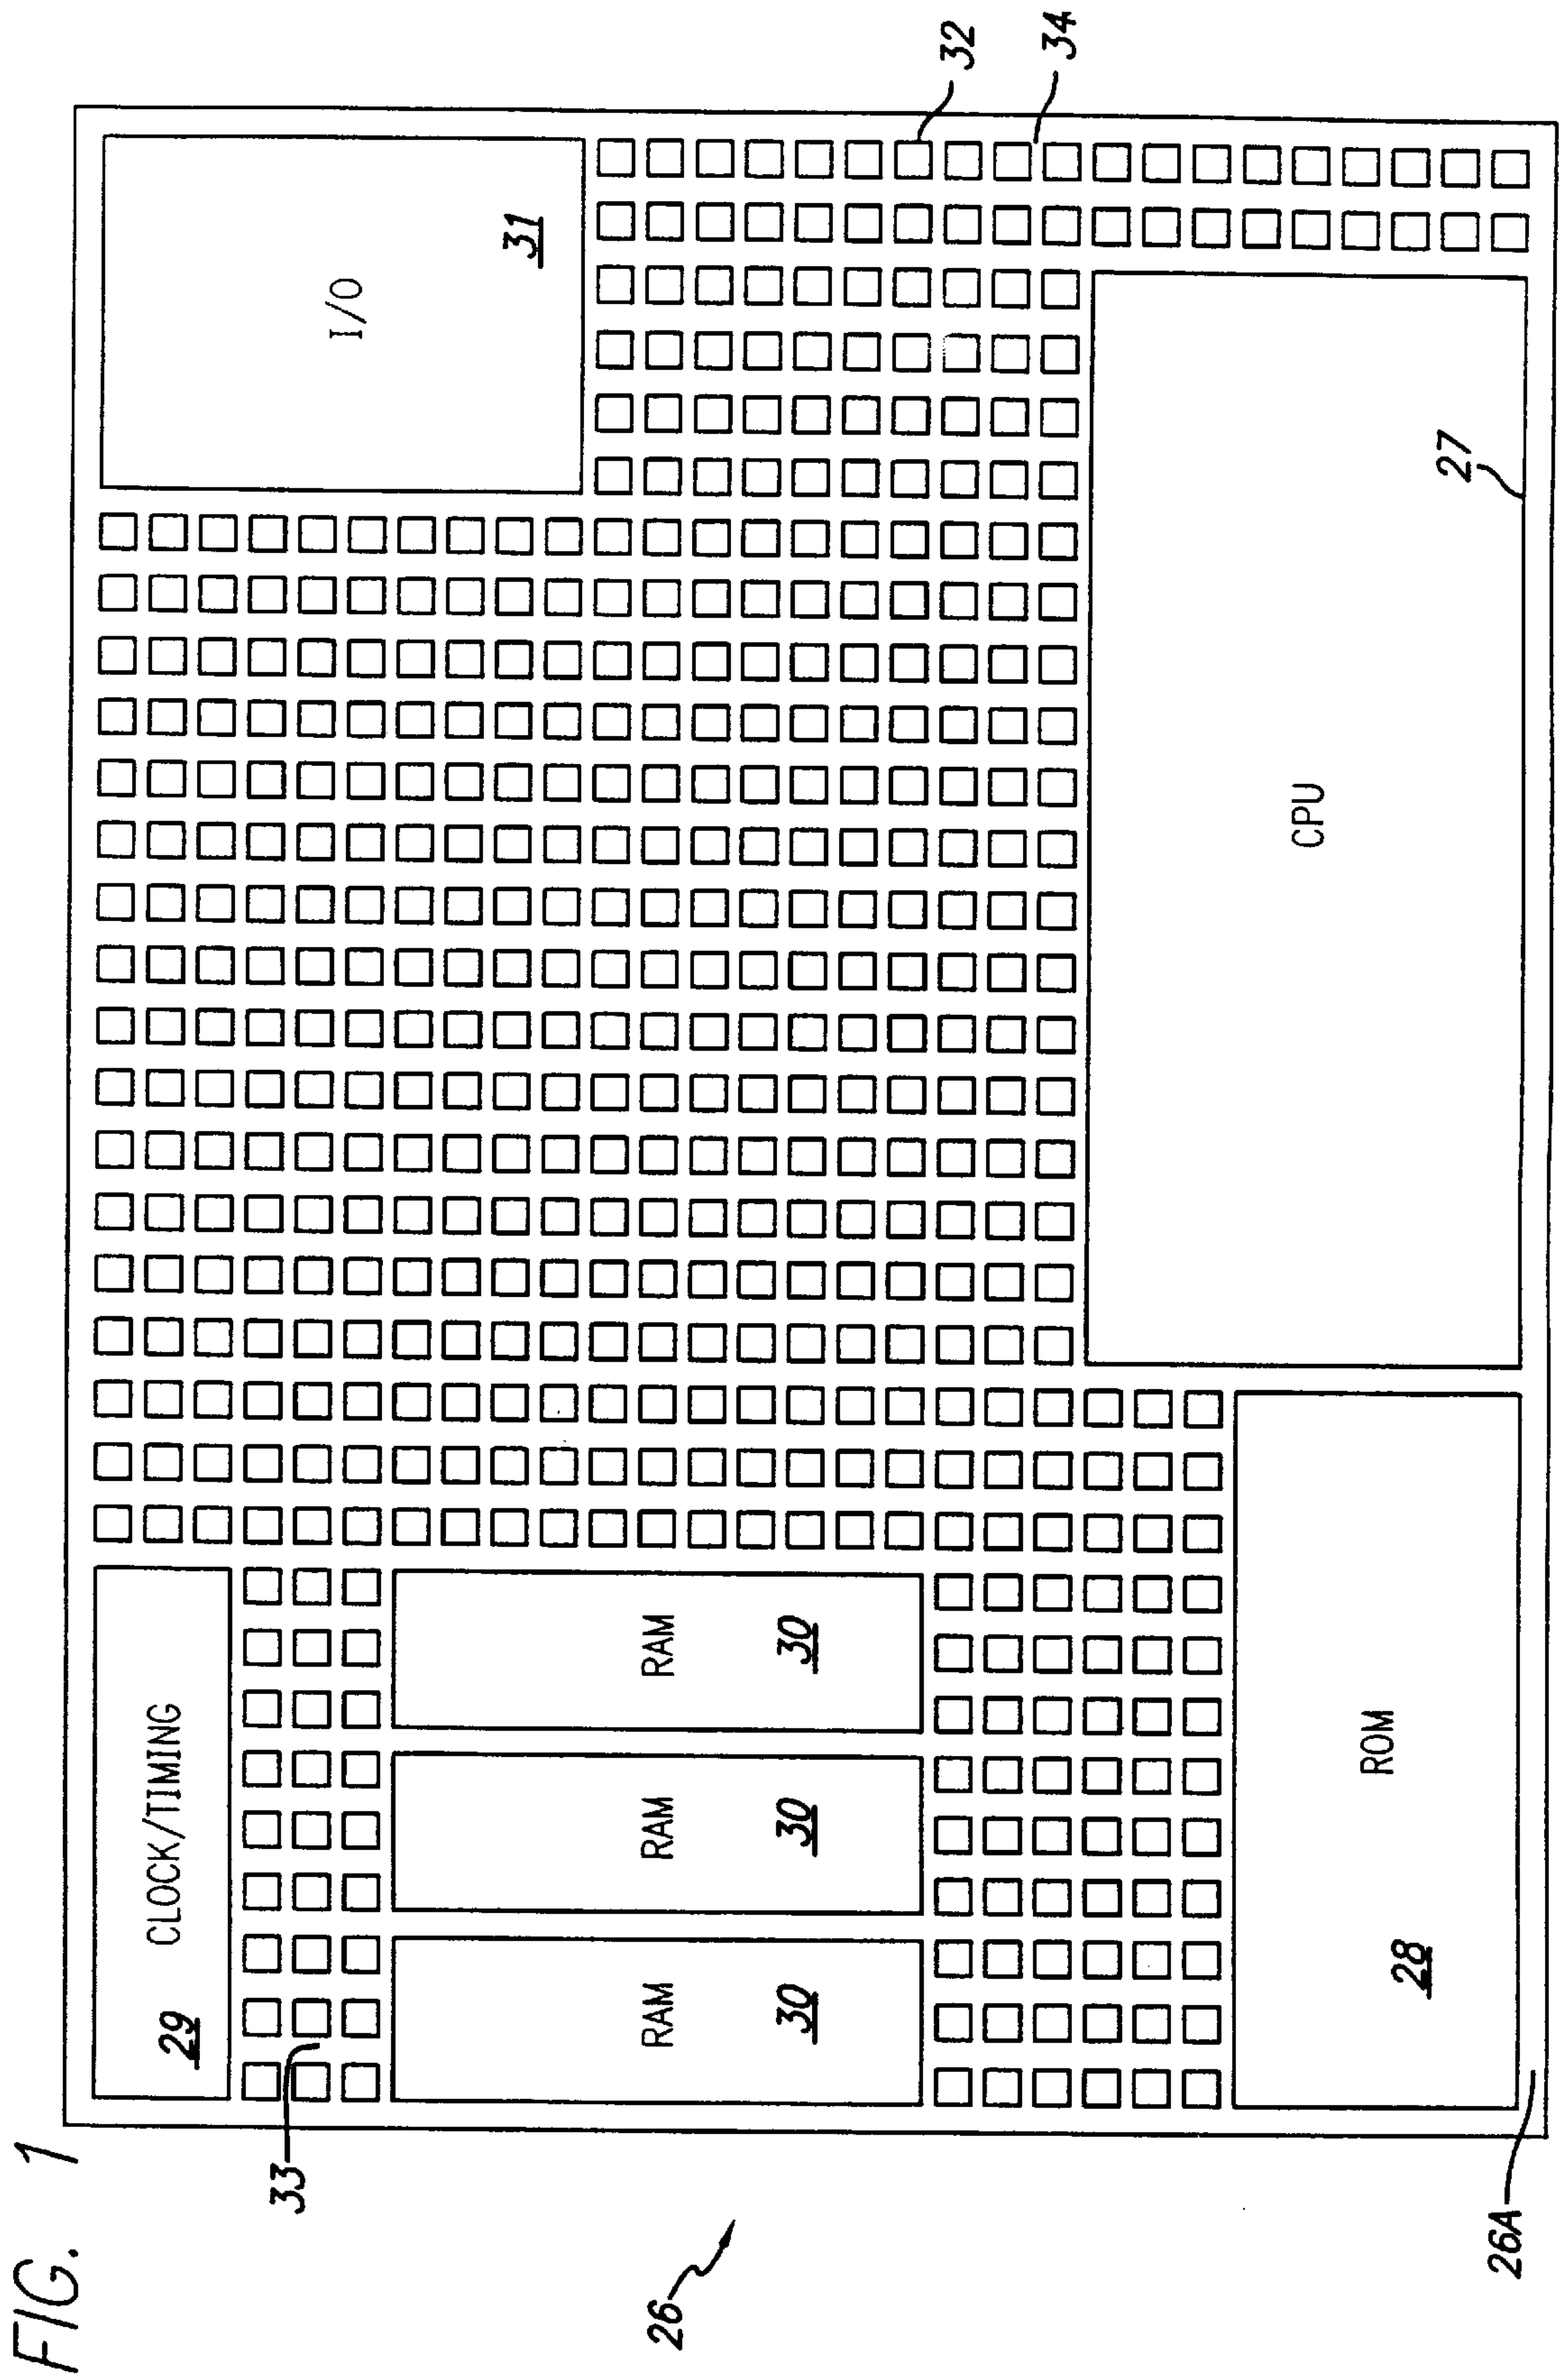 FIG. 1
26
33
26A
CLOCK/TIMING
29
RAM
30
RAM
30
RAM
30
ROM
28
I/O
31
CPU
27
32
34